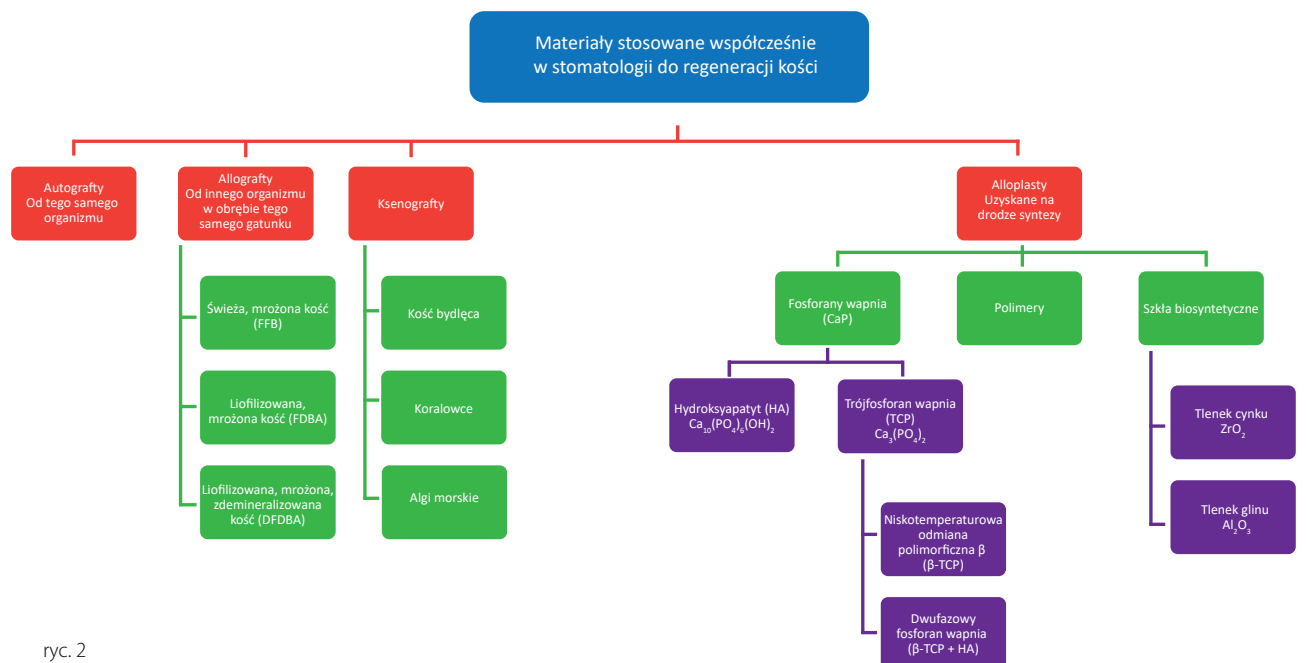 Materiały stosowane współcześnie
w stomatologii do regeneracji kości
Autografty
Od tego samego
organizmu
Allografty
Od innego organizmu
w obrębie tego
samego gatunku
Ksenografty
Alloplasty
Uzyskane na
drodze syntezy
Świeża, mrożona kość
(FFB)
Liofilizowana,
mrożona kość (FDBA)
Liofilizowana, mrożona,
zdemineralizowana
kość (DFDBA)
Kość bydlęca
Koralowce
Algi morskie
Fosforany wapnia
(CaP)
Polimery
Szkła biosyntetyczne
Hydroksyapatyt (HA)
Ca₁₀(PO₄)₆(OH)₂
Trójfosforan wapnia
(TCP)
Ca₃(PO₄)₂
Niskotemperaturowa
odmiana
polimorficzna β
(β-TCP)
Dwufazowy
fosforan wapnia
(β-TCP + HA)
Tlenek cynku
ZrO₂
Tlenek glinu
Al₂O₃
ryc. 2